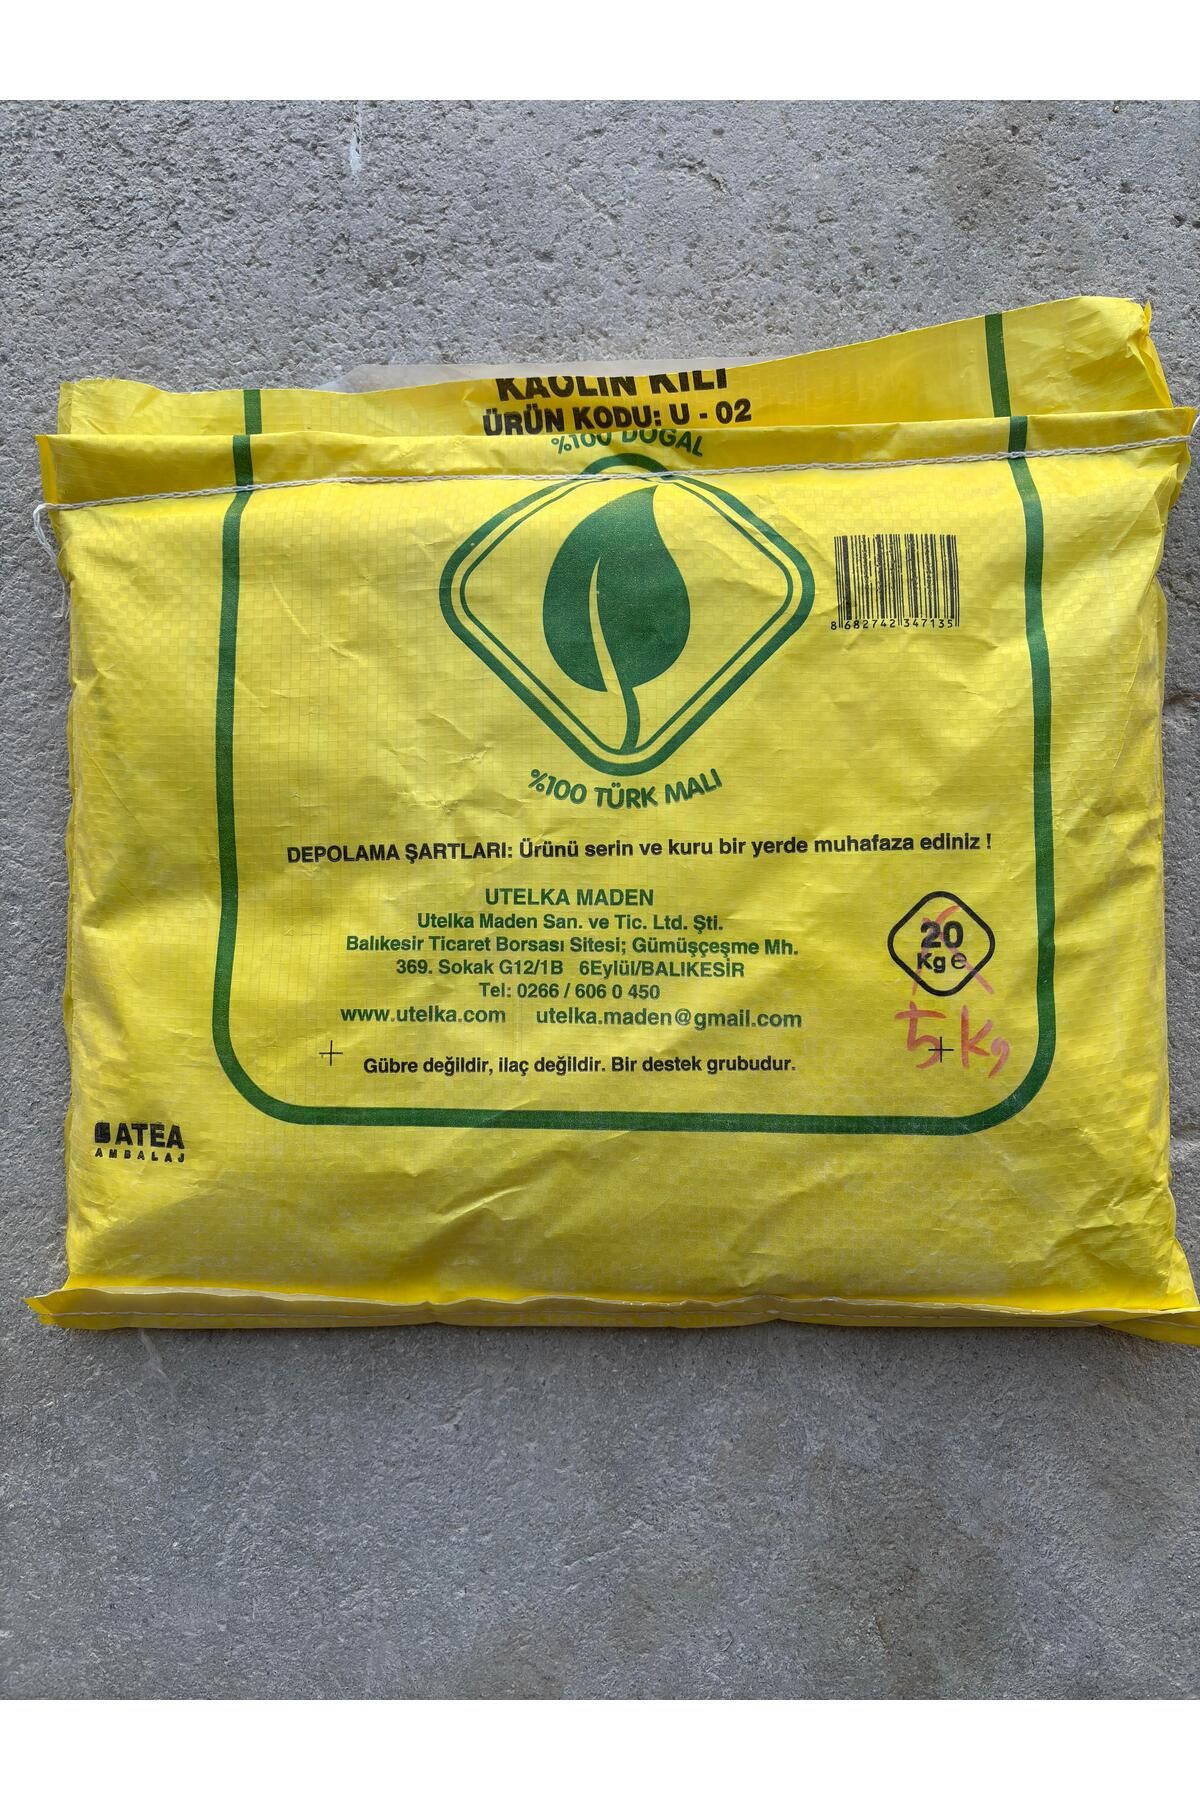 KAOLİN KİLİ
ÜRÜN KODU: U - 02
%100 DOĞAL
8 682742 347135
%100 TÜRK MALI
DEPOLAMA ŞARTLARI: Ürünü serin ve kuru bir yerde muhafaza ediniz !
UTELKA MADEN
Utelka Maden San. ve Tic. Ltd. Şti.
Balıkesir Ticaret Borsası Sitesi; Gümüşçeşme Mh.
369. Sokak G12/1B 6Eylül/BALIKESİR
Tel: 0266 / 606 0 450
www.utelka.com utelka.maden@gmail.com
20
Kg e
5 Kg
Gübre değildir, ilaç değildir. Bir destek grubudur.
ATEA
AMBALAJ